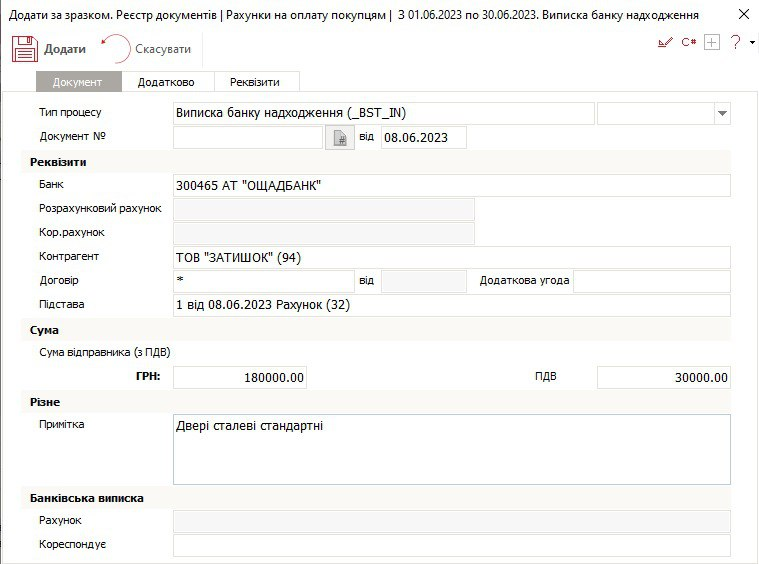 Додати за зразком. Реєстр документів | Рахунки на оплату покупцям | З 01.06.2023 по 30.06.2023. Виписка банку надходження
Додати Скасувати C# ?
Документ Додатково Реквізити
Тип процесу Виписка банку надходження (_BST_IN)
Документ № # від 08.06.2023
Реквізити
Банк 300465 АТ "ОЩАДБАНК"
Розрахунковий рахунок
Кор.рахунок
Контрагент ТОВ "ЗАТИШОК" (94)
Договір * від Додаткова угода
Підстава 1 від 08.06.2023 Рахунок (32)
Сума
Сума відправника (з ПДВ)
ГРН: 180000.00 ПДВ 30000.00
Різне
Примітка Двері сталеві стандартні
Банківська виписка
Рахунок
Кореспондує